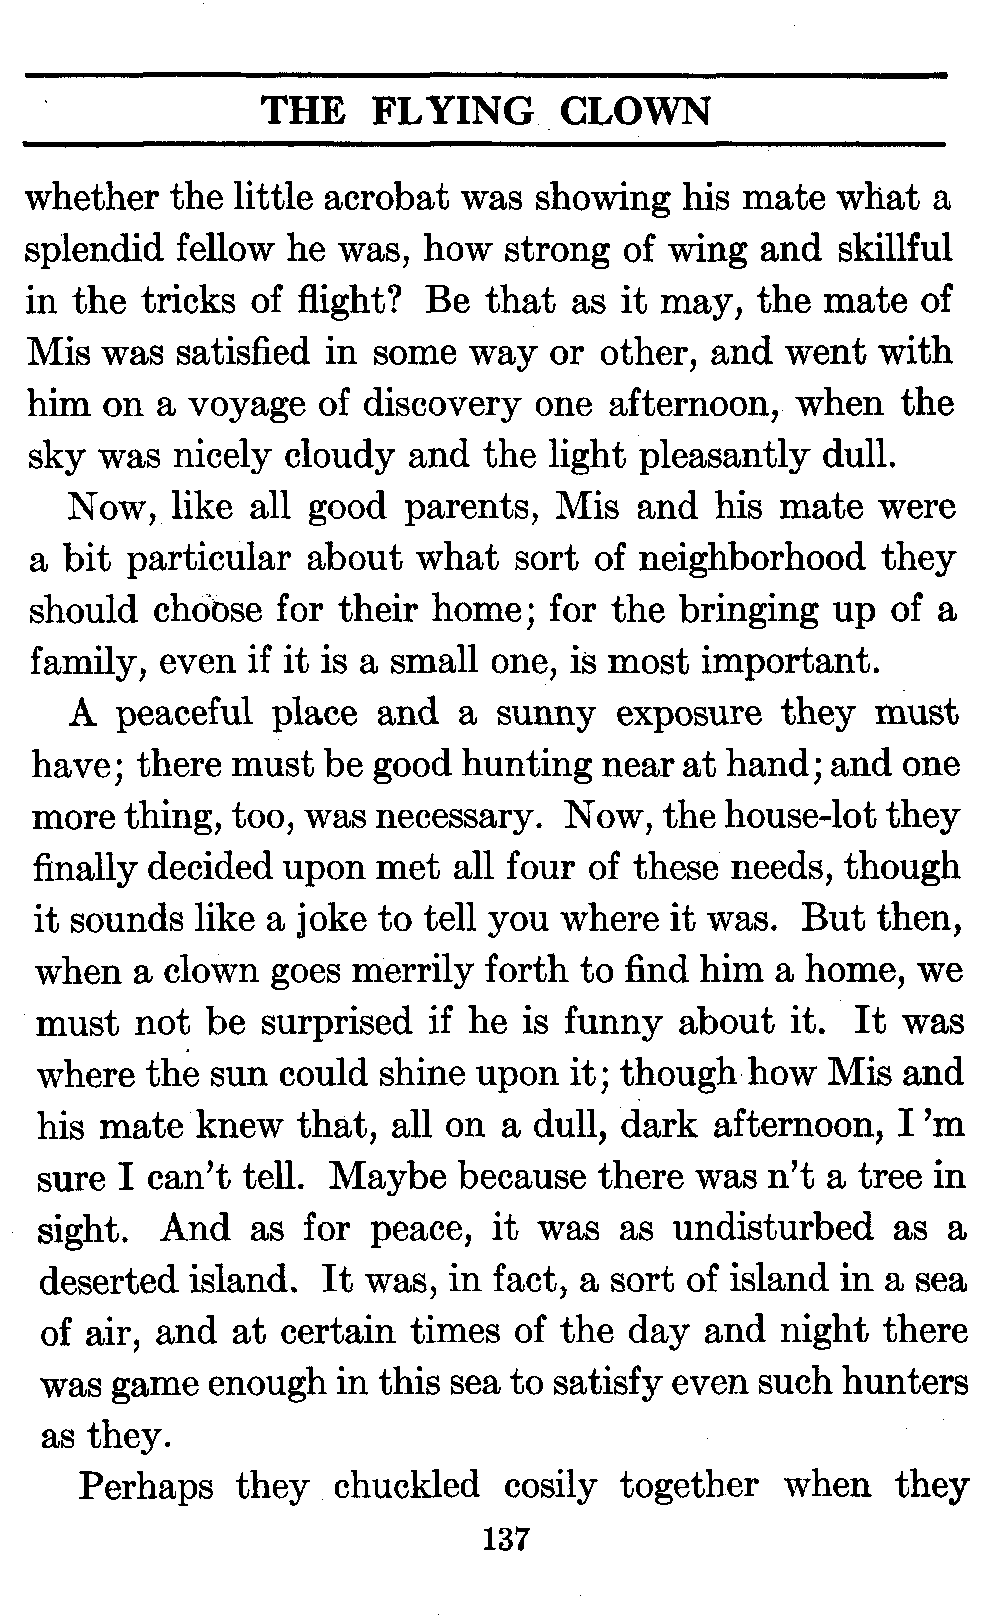 THE FLYING CLOWN
whether the little acrobat was showing his mate what a
splendid fellow he was, how strong of wing and skillful
in the tricks of flight? Be that as it may, the mate of
Mis was satisfied in some way or other, and went with
him on a voyage of discovery one afternoon, when the
sky was nicely cloudy and the light pleasantly dull.
Now, like all good parents, Mis and his mate were
a bit particular about what sort of neighborhood they
should choose for their home; for the bringing up of a
family, even if it is a small one, is most important.
A peaceful place and a sunny exposure they must
have; there must be good hunting near at hand; and one
more thing, too, was necessary. Now, the house-lot they
finally decided upon met all four of these needs, though
it sounds like a joke to tell you where it was. But then,
when a clown goes merrily forth to find him a home, we
must not be surprised if he is funny about it. It was
where the sun could shine upon it; though how Mis and
his mate knew that, all on a dull, dark afternoon, I 'm
sure I can't tell. Maybe because there was n't a tree in
sight. And as for peace, it was as undisturbed as a
deserted island. It was, in fact, a sort of island in a sea
of air, and at certain times of the day and night there
was game enough in this sea to satisfy even such hunters
as they.
Perhaps they chuckled cosily together when they
137